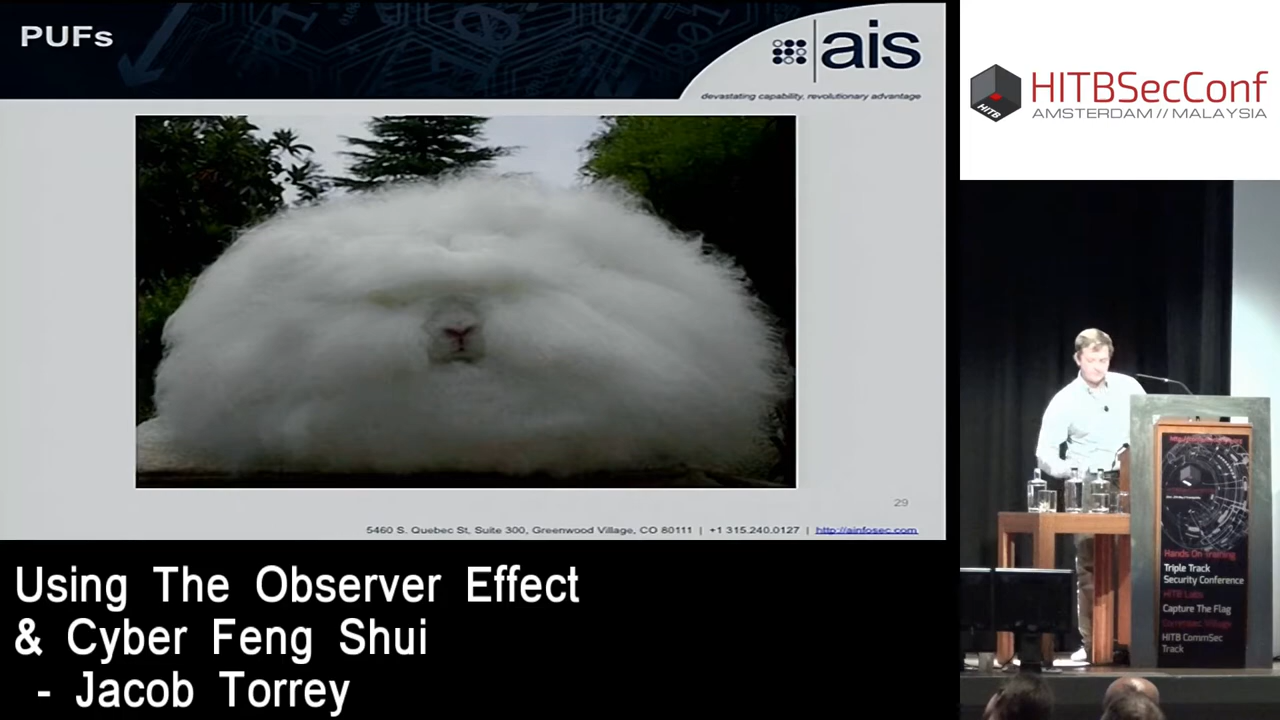 PUFs
ais
devastating capability, revolutionary advantage
29
5460 S. Quebec St, Suite 300, Greenwood Village, CO 80111 | +1 315.240.0127 | http://ainfosec.com
HITBSecConf
AMSTERDAM // MALAYSIA
HITB
Hands On Training
Triple Track
Security Conference
HITB Labs
Capture The Flag
CommSec Village
HITB CommSec
Track
Using The Observer Effect
& Cyber Feng Shui
- Jacob Torrey